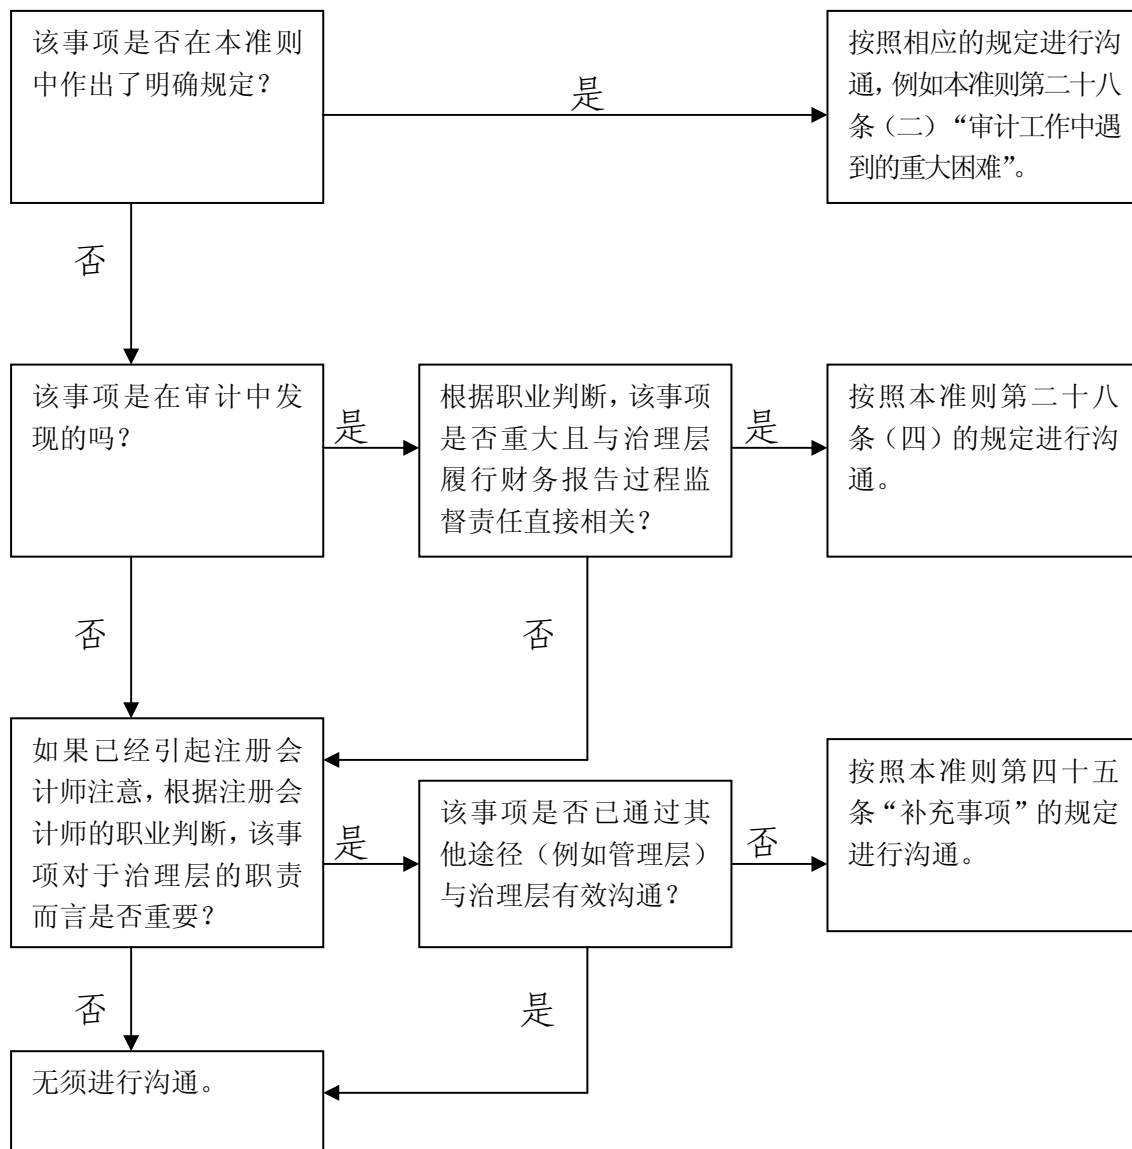 该事项是否在本准则
中作出了明确规定？
是
按照相应的规定进行沟
通，例如本准则第二十八
条（二）“审计工作中遇
到的重大困难”。
否
该事项是在审计中发
现的吗？
是
根据职业判断，该事项
是否重大且与治理层
履行财务报告过程监
督责任直接相关？
是
按照本准则第二十八
条（四）的规定进行沟
通。
否
否
如果已经引起注册会
计师注意，根据注册会
计师的职业判断，该事
项对于治理层的职责
而言是否重要？
是
该事项是否已通过其
他途径（例如管理层）
与治理层有效沟通？
否
按照本准则第四十五
条“补充事项”的规定
进行沟通。
否
是
无须进行沟通。